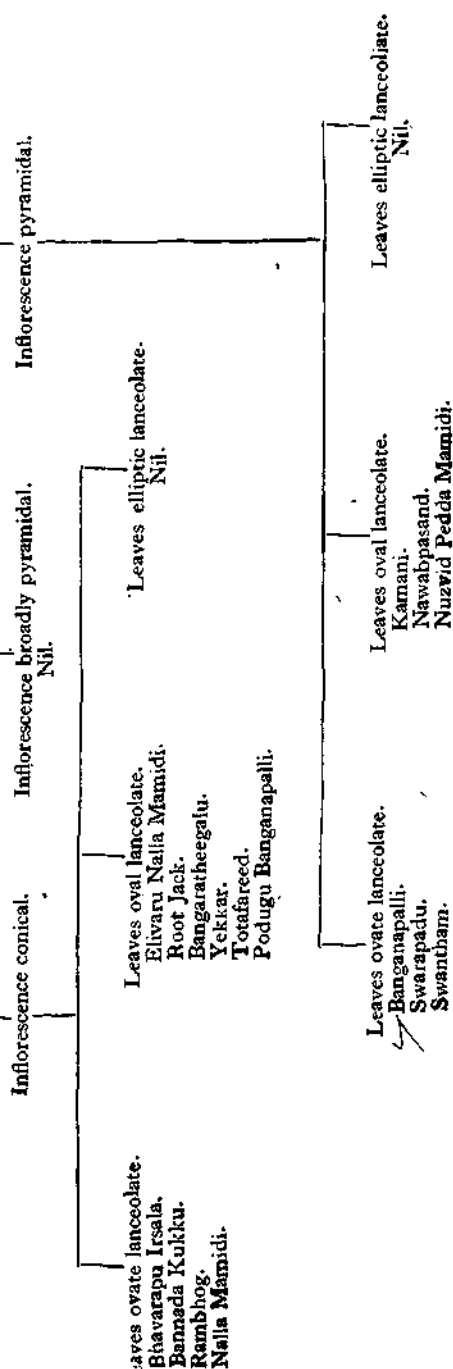 Inflorescence conical.
Inflorescence broadly pyramidal.
Nil.
Inflorescence pyramidal.
eaves ovate lanceolate.
Bhavarapu Irsala.
Bannada Kukku.
Rambhog.
Nalla Mamidi.
Leaves oval lanceolate.
Elivaru Nalla Mamidi.
Root Jack.
Bangaratheegalu.
Yekkar.
Totafareed.
Podugu Banganapalli.
Leaves elliptic lanceolate.
Nil.
Leaves ovate lanceolate.
Banganapalli.
Swarapadu.
Swantham.
Leaves oval lanceolate.
Kamani.
Nawabpasand.
Nuzvid Pedda Mamidi.
Leaves elliptic lanceoliate.
Nil.